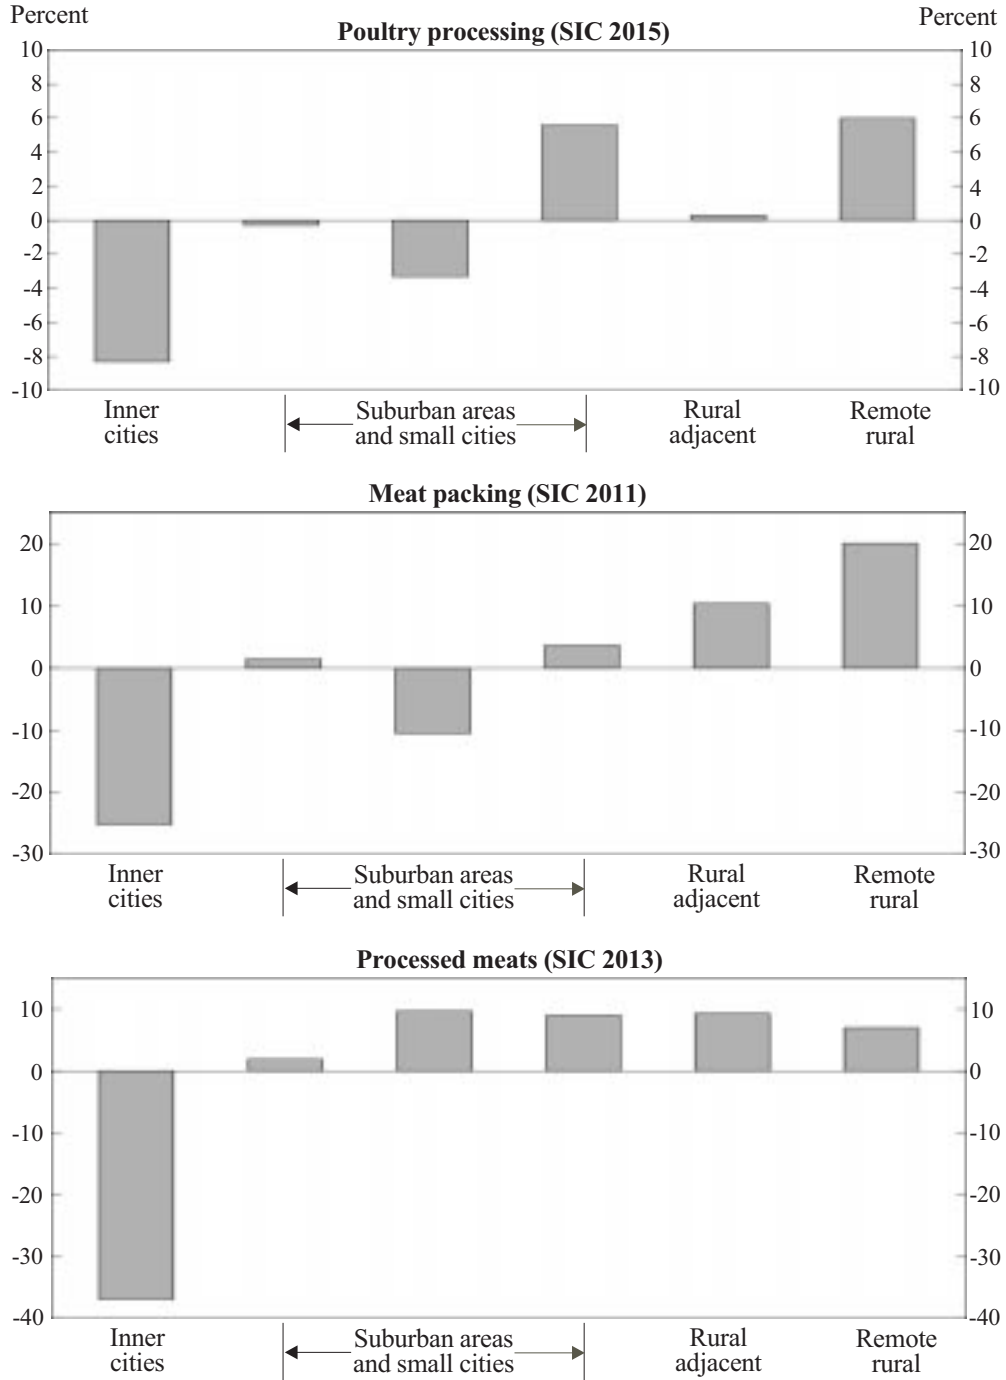 Percent Percent
Poultry processing (SIC 2015)
10 10
8 8
6 6
4 6
2 4
0 0
-2 -2
-4 -4
-6 -6
-8 -8
-10 -10
Inner cities
Suburban areas and small cities
Rural adjacent
Remote rural
Meat packing (SIC 2011)
20 20
10 10
0 0
-10 -10
-20 -20
-30 -30
Inner cities
Suburban areas and small cities
Rural adjacent
Remote rural
Processed meats (SIC 2013)
10 10
0 0
-10 -10
-20 -20
-30 -30
-40 -40
Inner cities
Suburban areas and small cities
Rural adjacent
Remote rural